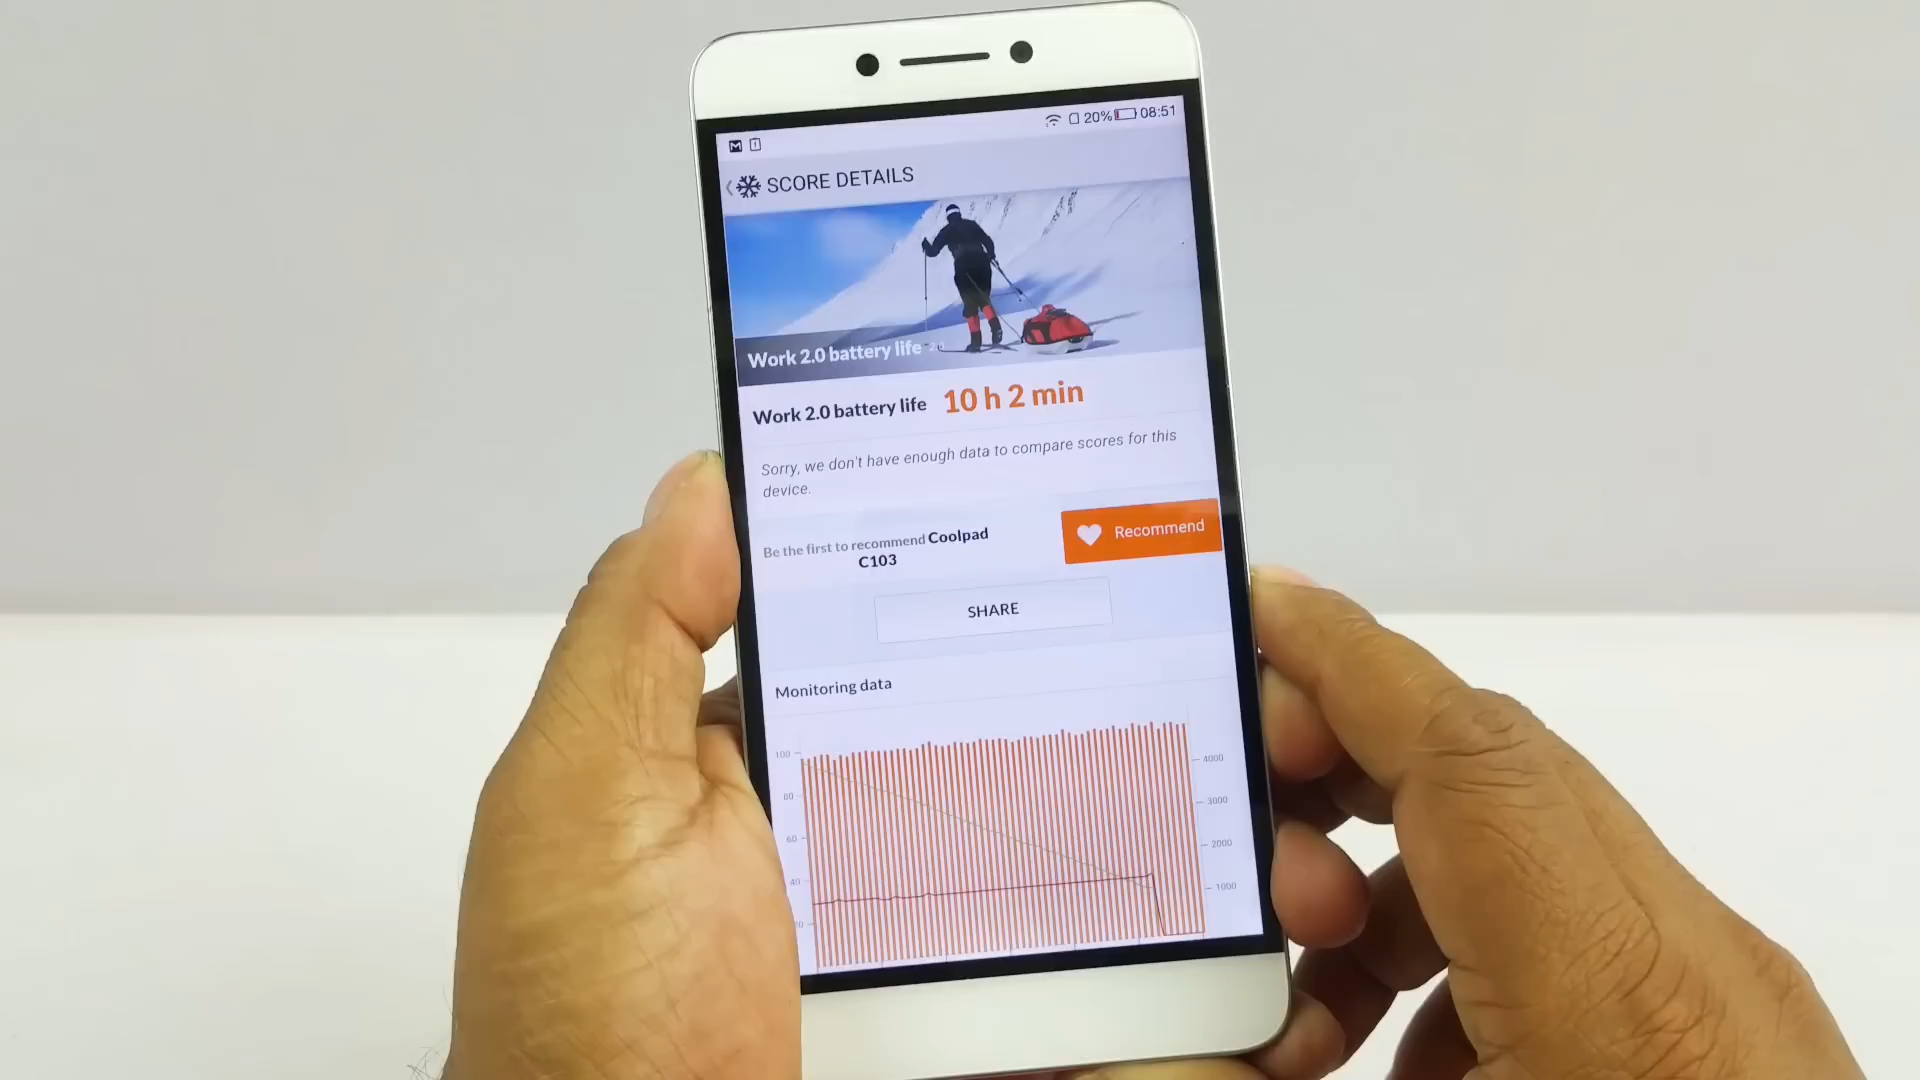 20% 08:51
SCORE DETAILS
Work 2.0 battery life 2.0
Work 2.0 battery life 10 h 2 min
Sorry, we don't have enough data to compare scores for this
device.
Be the first to recommend Coolpad
C103
Recommend
SHARE
Monitoring data
100
80
60
40
4000
3000
2000
1000